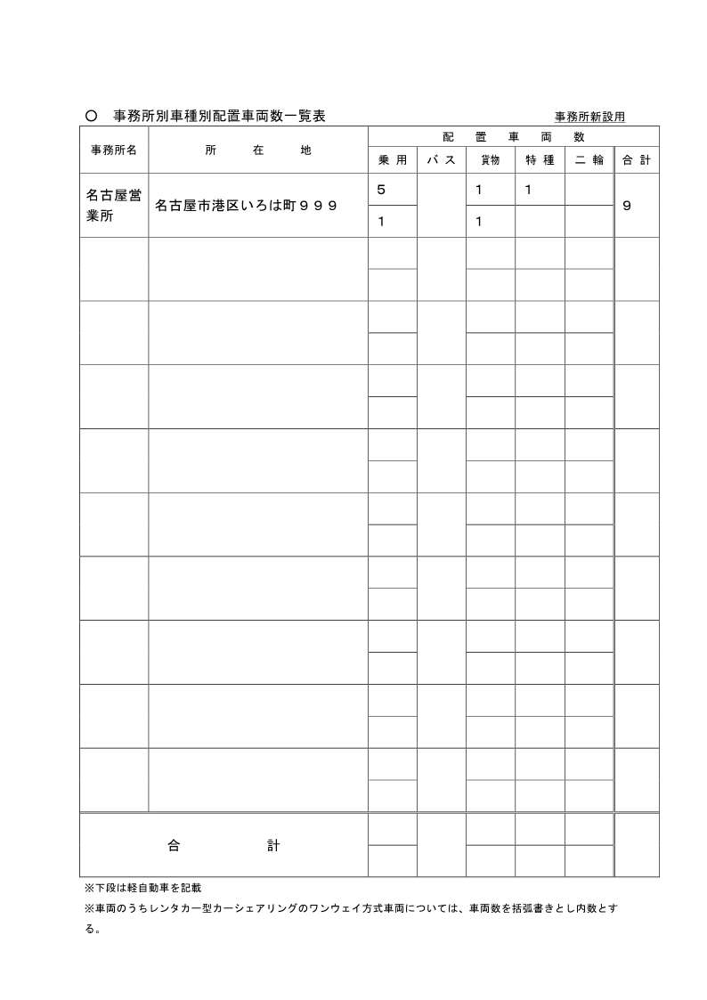 〇　事務所別車種別配置車両数一覧表　事務所新設用
事務所名　所　在　地　配　置　車　両　数
乗 用　バ ス　貨物　特 種　二 輪　合 計
名古屋営
業所
名古屋市港区いろは町９９９
５　１　１
９
１　１
合　計
※下段は軽自動車を記載
※車両のうちレンタカー型カーシェアリングのワンウェイ方式車両については、車両数を括弧書きとし内数とす
る。